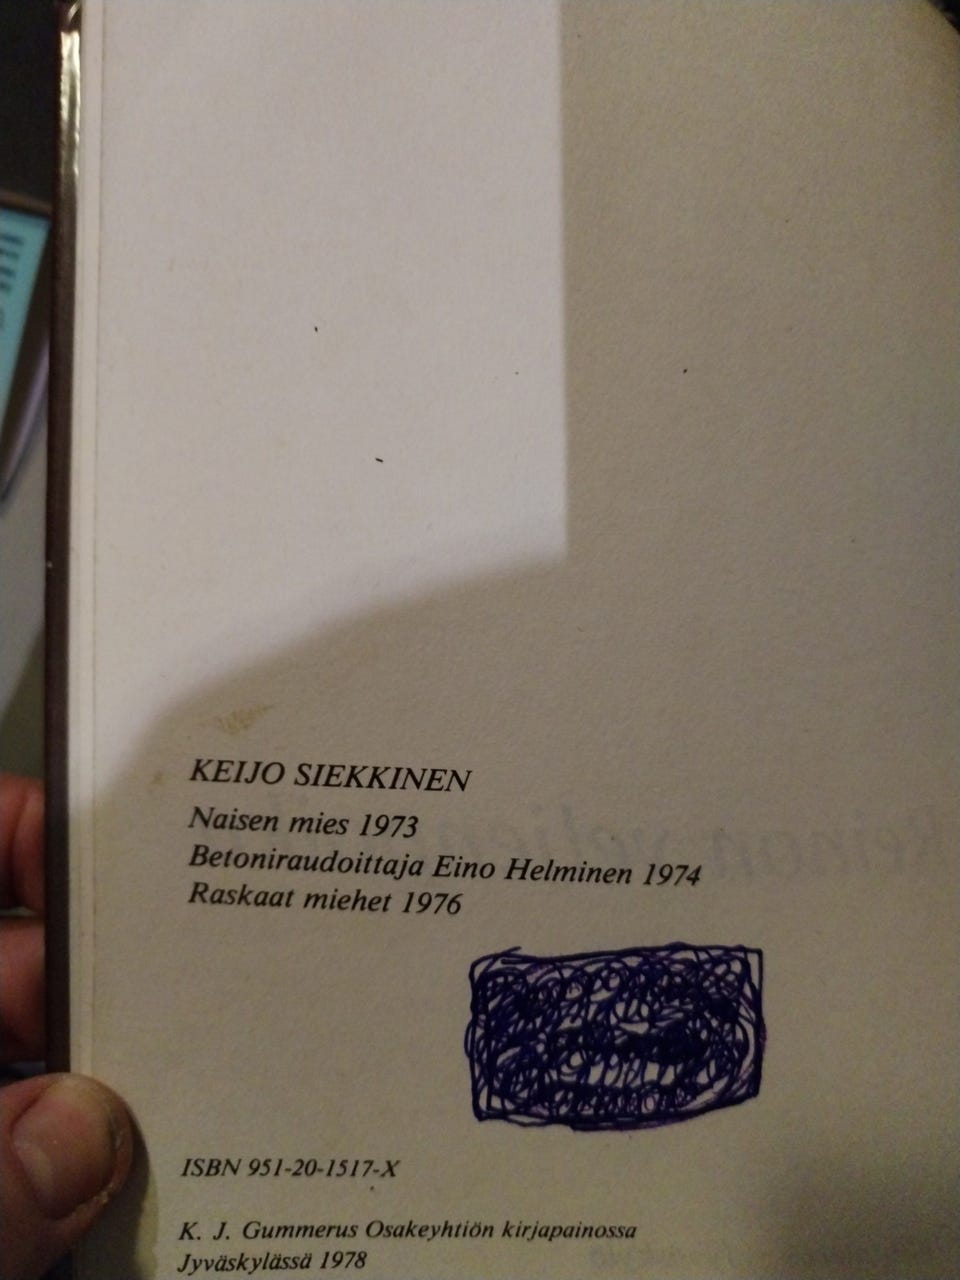 KEIJO SIEKKINEN
Naisen mies 1973
Betoniraudoittaja Eino Helminen 1974
Raskaat miehet 1976
ISBN 951-20-1517-X
K. J. Gummerus Osakeyhtiön kirjapainossa
Jyväskylässä 1978